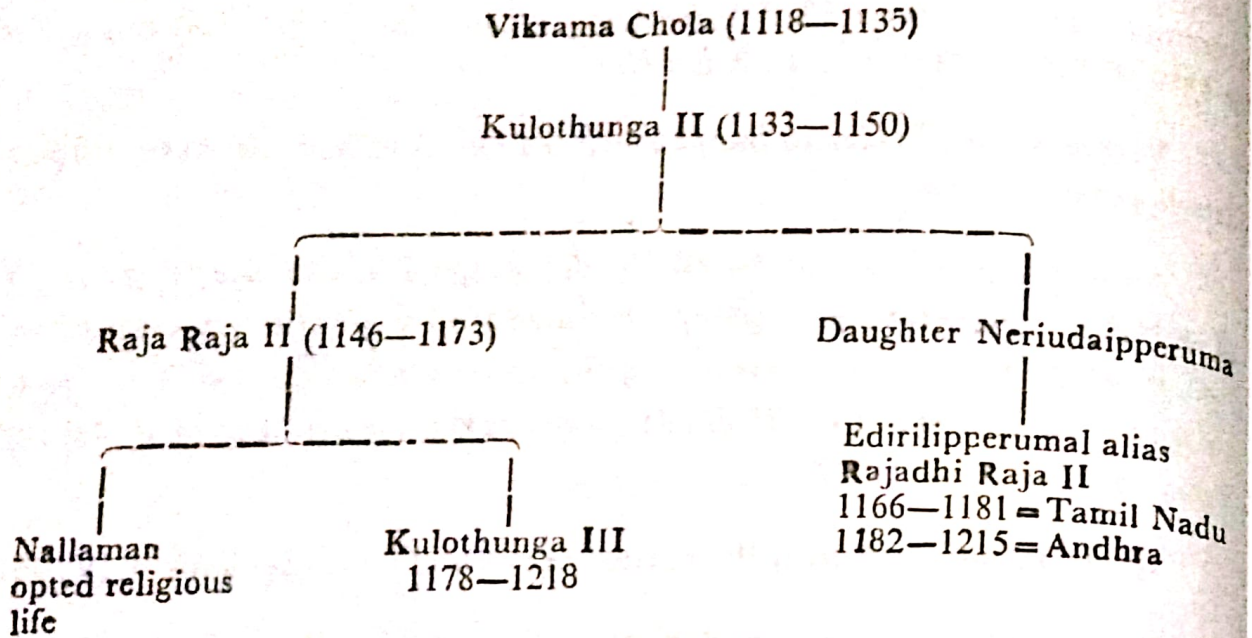 Vikrama Chola (1118—1135)
Kulothunga II (1133—1150)
Raja Raja II (1146—1173)
Daughter Neriudaipperuma
Edirilipperumal alias
Rajadhi Raja II
1166—1181 = Tamil Nadu
1182—1215 = Andhra
Nallaman
opted religious
life
Kulothunga III
1178—1218